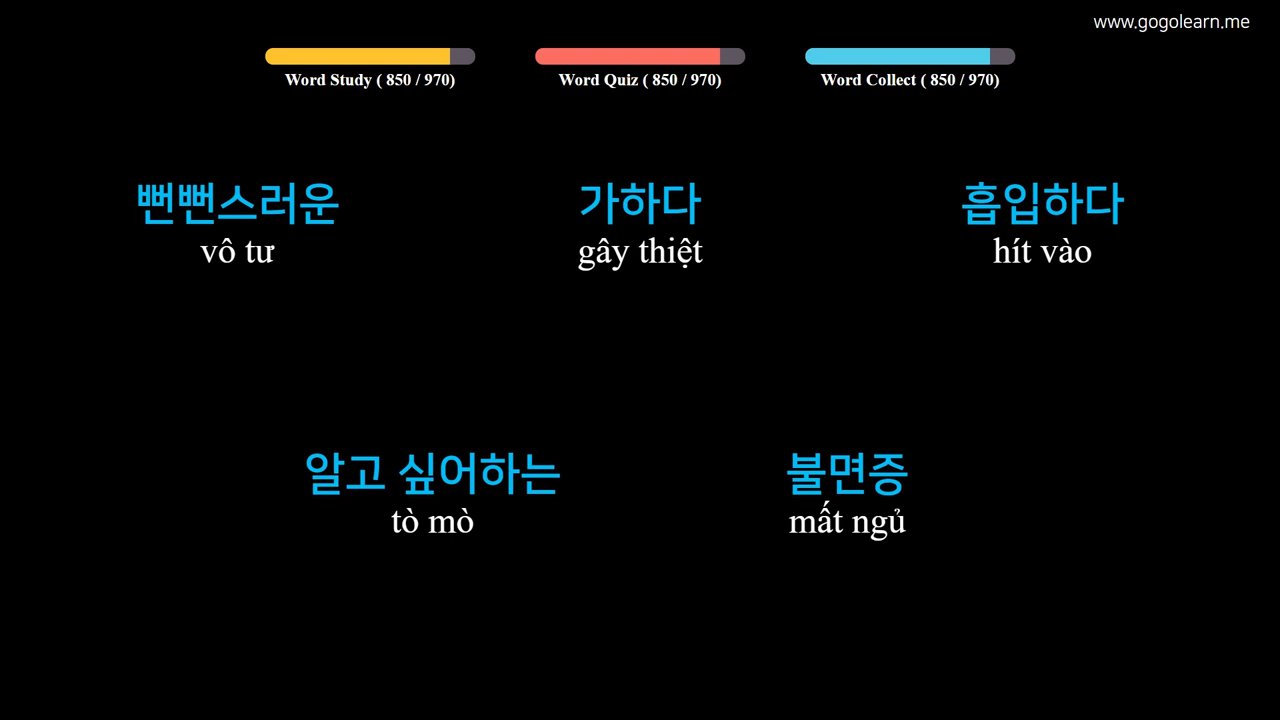 www.gogolearn.me
Word Study ( 850 / 970)
Word Quiz ( 850 / 970)
Word Collect ( 850 / 970)
뻔뻔스러운
vô tư
가하다
gây thiệt
흡입하다
hít vào
알고 싶어하는
tò mò
불면증
mất ngủ